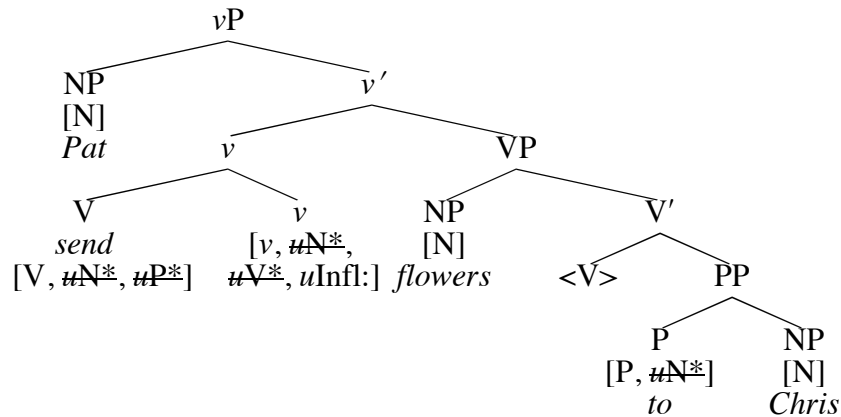 vP
NP v′
[N]
Pat v VP
V v NP V′
send [v, uN*, [N]
[V, uN*, uP*] uV*, uInfl:] flowers <V> PP
P NP
[P, uN*] [N]
to Chris